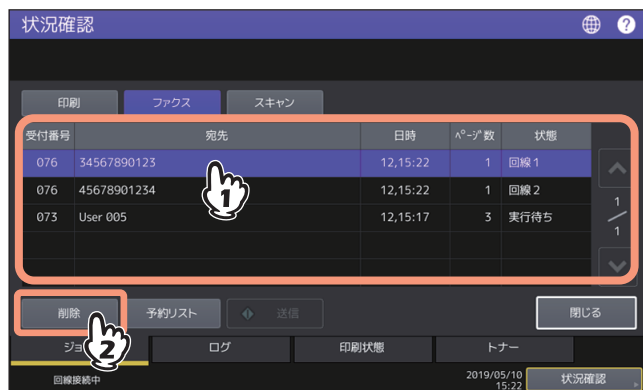 状況確認 ?
印刷 ファクス スキャン
受付番号 宛先 日時 ページ数 状態
076 34567890123 12,15:22 1 回線1
076 45678901234 12,15:22 1 回線2
073 User 005 12,15:17 3 実行待ち
1
1
/
1
削除 予約リスト 送信 閉じる
2
ジョ ログ 印刷状態 トナー
回線接続中 2019/05/10 状況確認
15:22